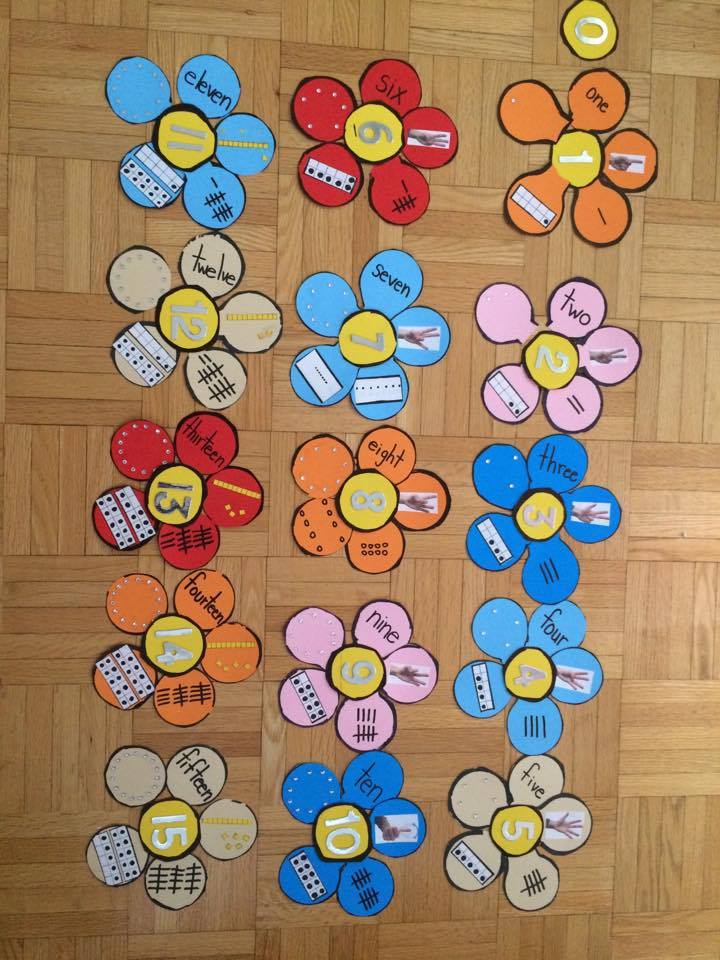 0
one
1
two
2
three
3
four
4
five
5
six
6
seven
7
eight
8
nine
9
ten
10
eleven
11
twelve
12
thirteen
13
fourteen
14
fifteen
15